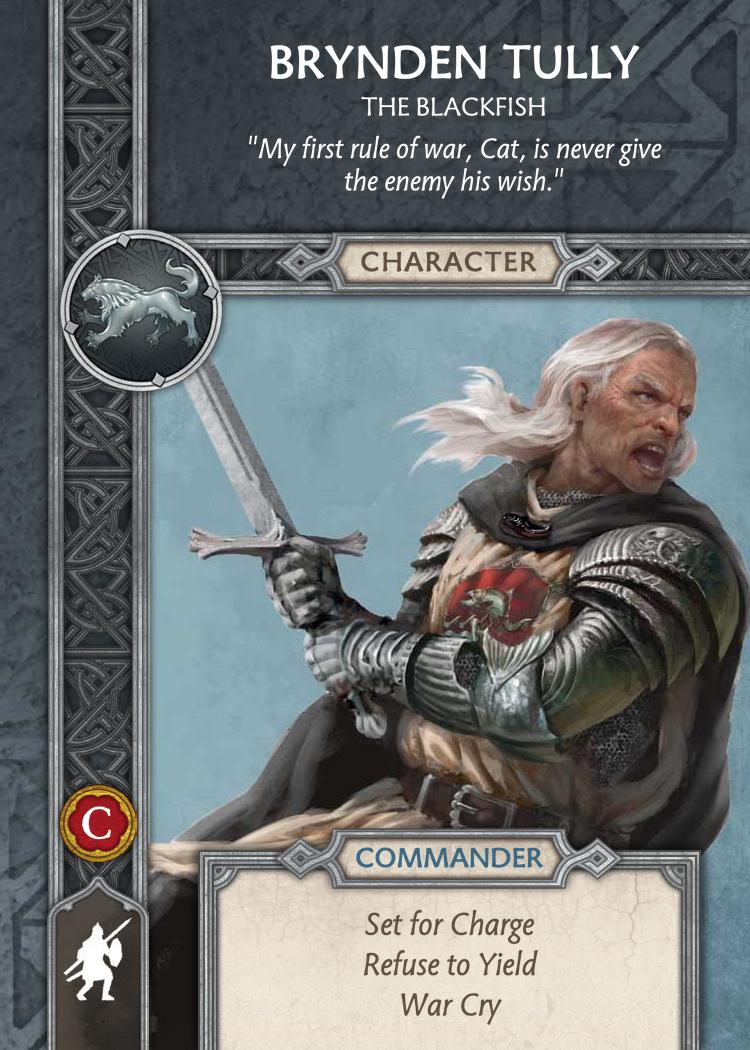 BRYNDEN TULLY
THE BLACKFISH
"My first rule of war, Cat, is never give
the enemy his wish."
CHARACTER
C
COMMANDER
Set for Charge
Refuse to Yield
War Cry